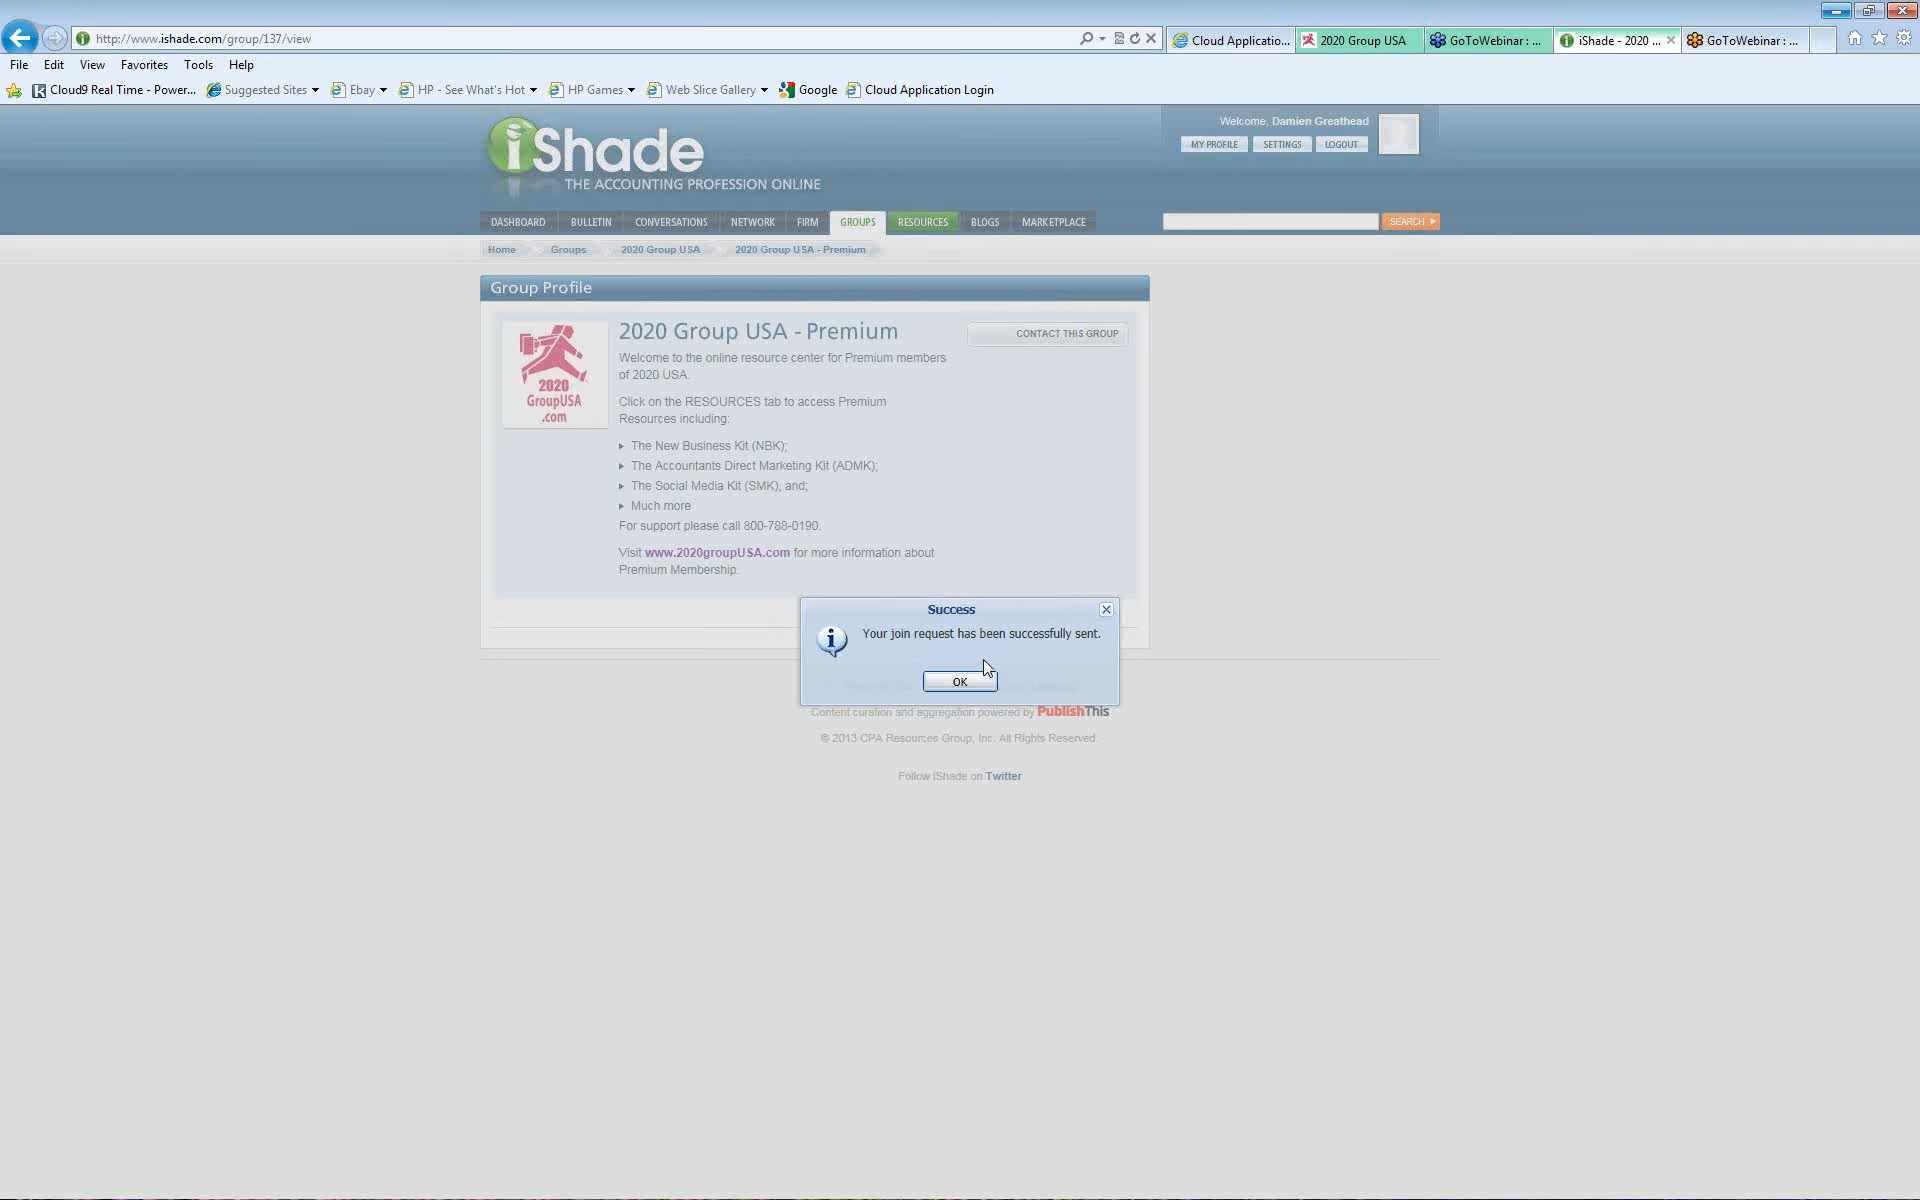 http://www.ishade.com/group/137/view
Cloud Applicatio...
2020 Group USA
GoToWebinar : ...
iShade - 2020 ...
GoToWebinar : ...
File Edit View Favorites Tools Help
Cloud9 Real Time - Power...
Suggested Sites
Ebay
HP - See What's Hot
HP Games
Web Slice Gallery
Google
Cloud Application Login
iShade
THE ACCOUNTING PROFESSION ONLINE
Welcome, Damien Greathead
MY PROFILE SETTINGS LOGOUT
DASHBOARD BULLETIN CONVERSATIONS NETWORK FIRM GROUPS RESOURCES BLOGS MARKETPLACE
SEARCH
Home Groups 2020 Group USA 2020 Group USA - Premium
Group Profile
2020
GroupUSA
.com
2020 Group USA - Premium
CONTACT THIS GROUP
Welcome to the online resource center for Premium members
of 2020 USA.
Click on the RESOURCES tab to access Premium
Resources including:
The New Business Kit (NBK);
The Accountants Direct Marketing Kit (ADMK);
The Social Media Kit (SMK), and;
Much more
For support please call 800-788-0190.
Visit www.2020groupUSA.com for more information about
Premium Membership.
Success
Your join request has been successfully sent.
OK
Content curation and aggregation powered by PublishThis
© 2013 CPA Resources Group, Inc. All Rights Reserved.
Follow iShade on Twitter